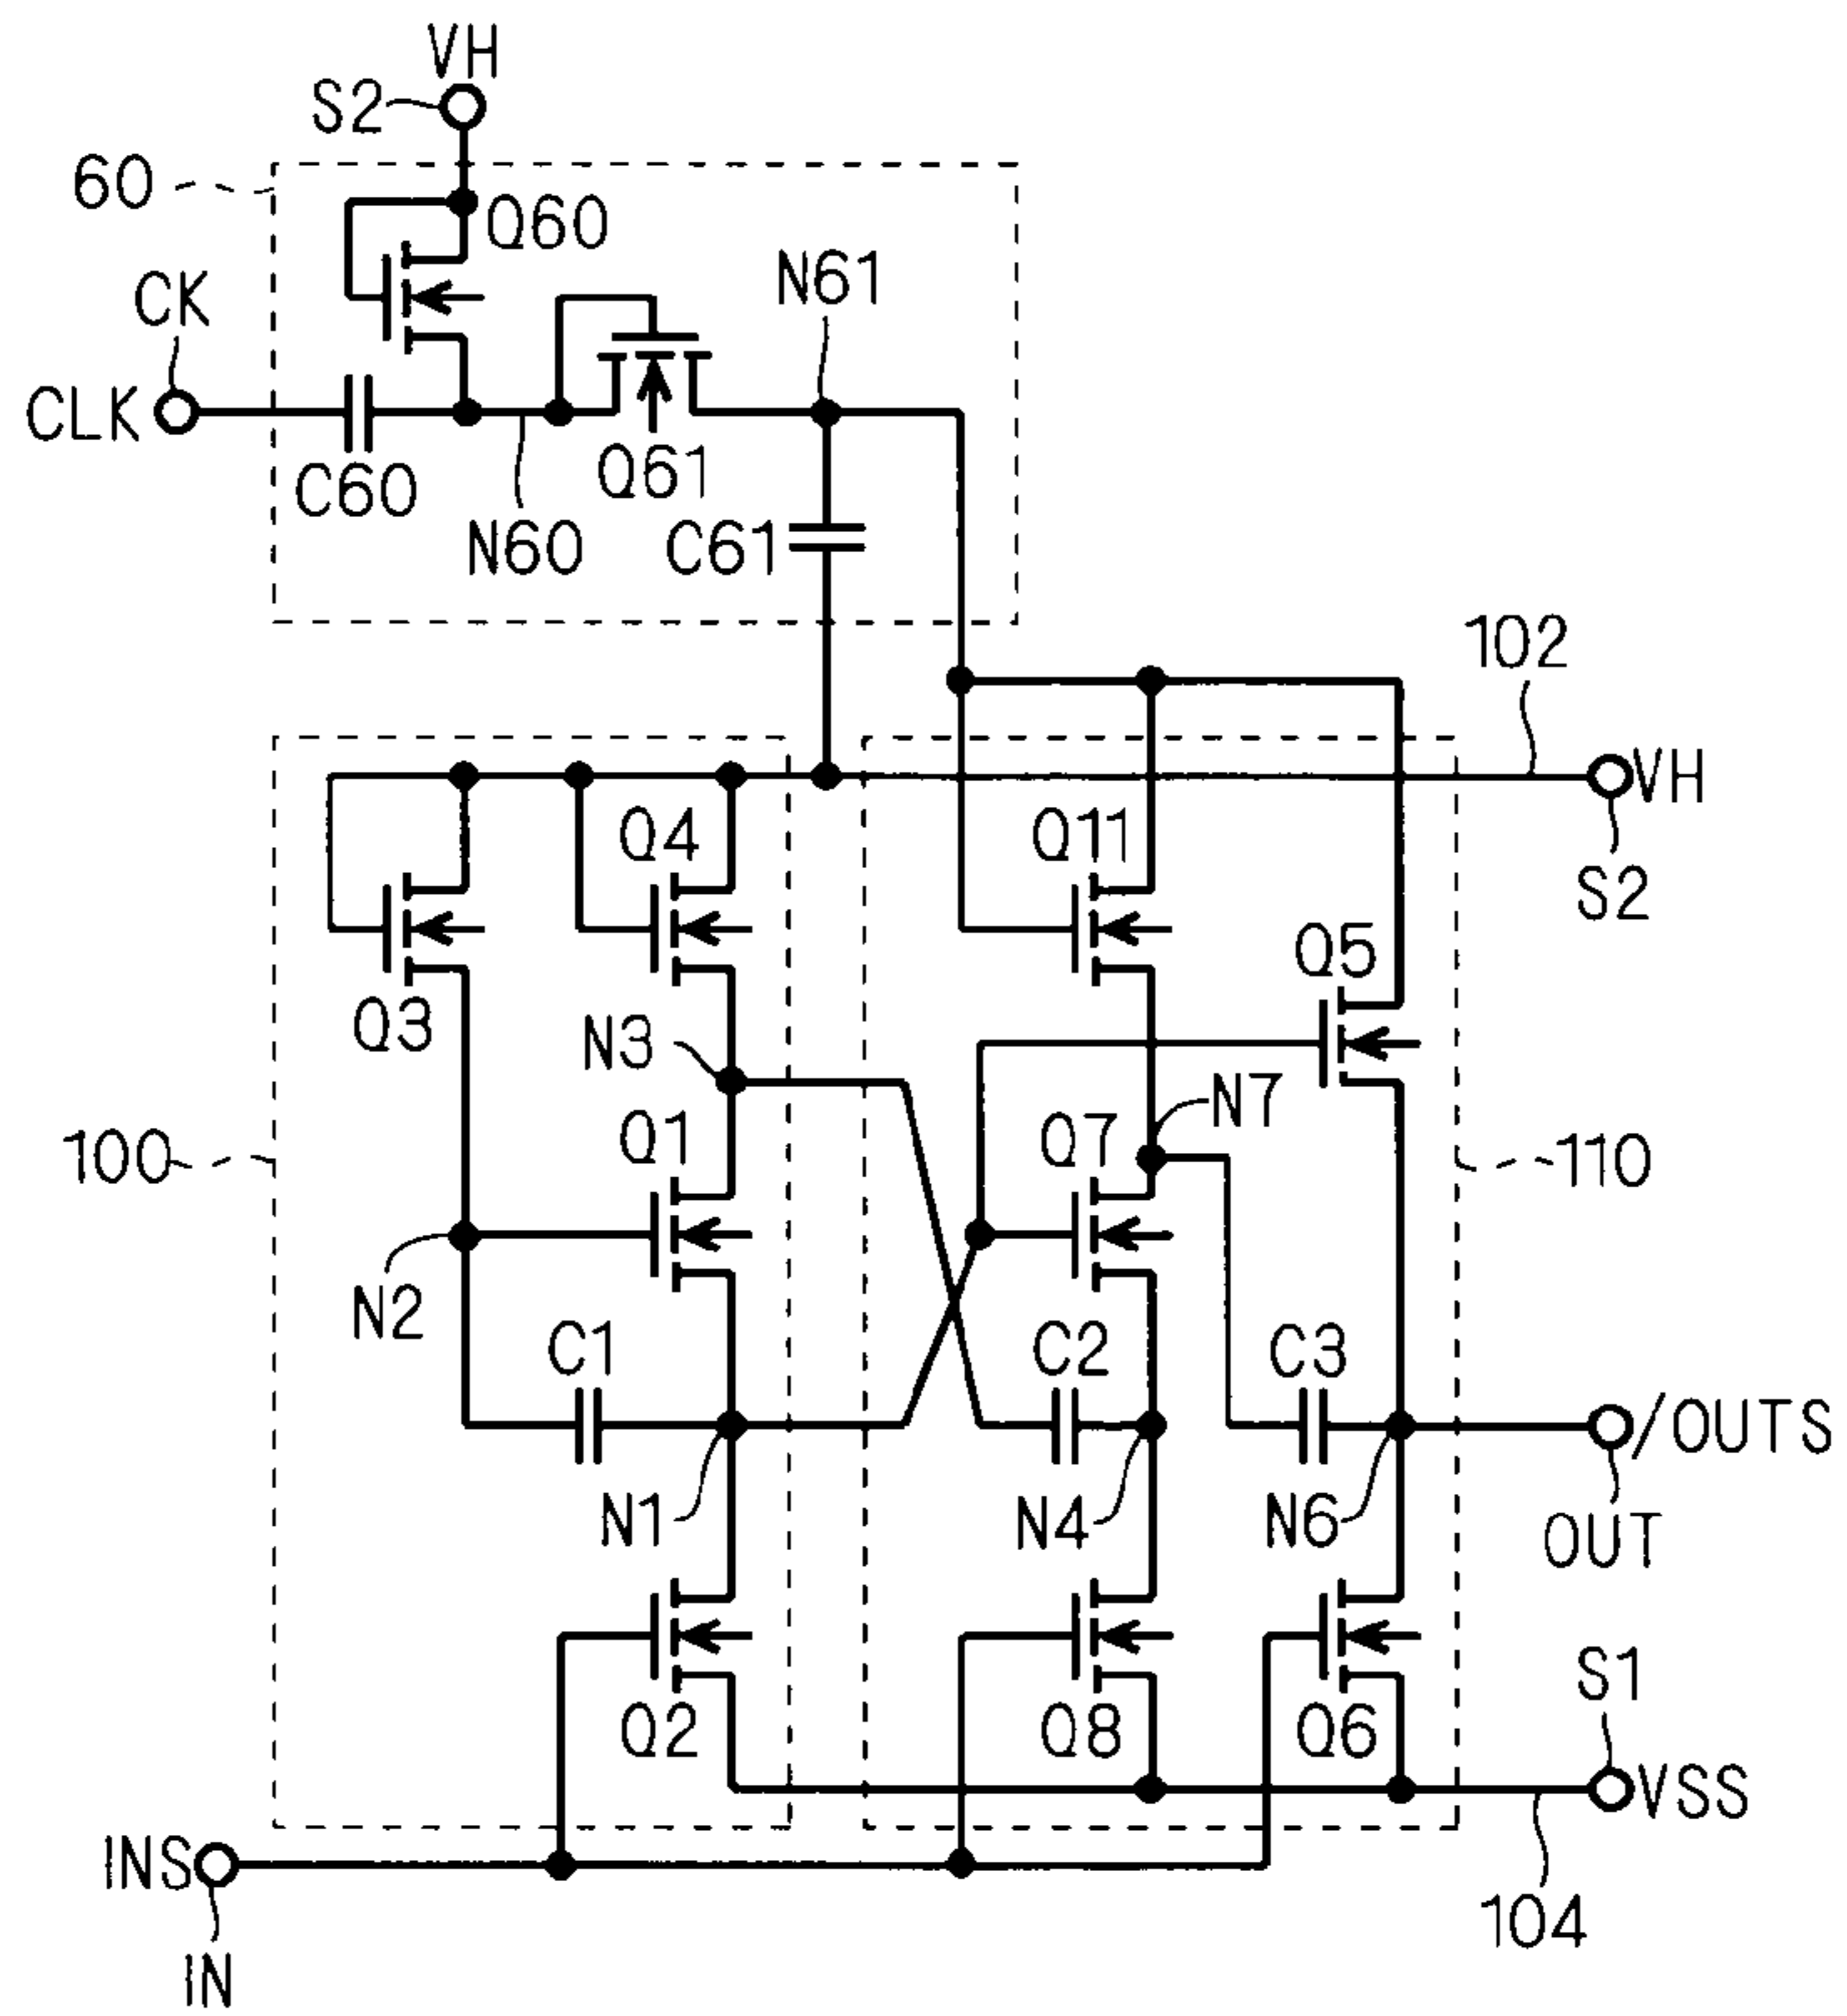 VH
S2
60
Q60
CK
N61
CLK
Q61
C60
N60
C61
102
Q4
Q11
VH
S2
Q5
Q3
N3
N7
Q1
Q7
100
110
N2
C1
C2
C3
/OUTS
N1
N4
N6
OUT
S1
Q2
Q8
Q6
VSS
INS
104
IN